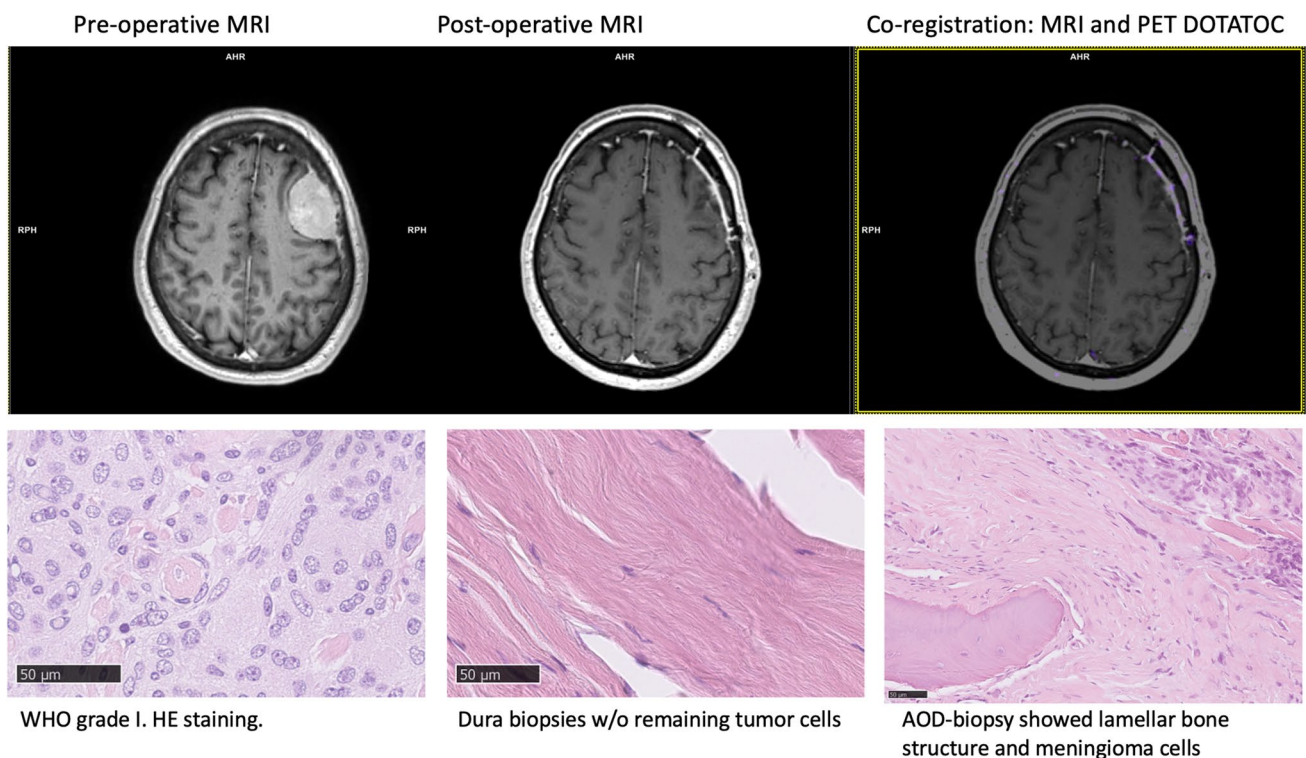 Pre-operative MRI
Post-operative MRI
Co-registration: MRI and PET DOTATOC
AHR
AHR
AHR
RPH
RPH
RPH
50 µm
50 µm
50 µm
WHO grade I. HE staining.
Dura biopsies w/o remaining tumor cells
AOD-biopsy showed lamellar bone
structure and meningioma cells